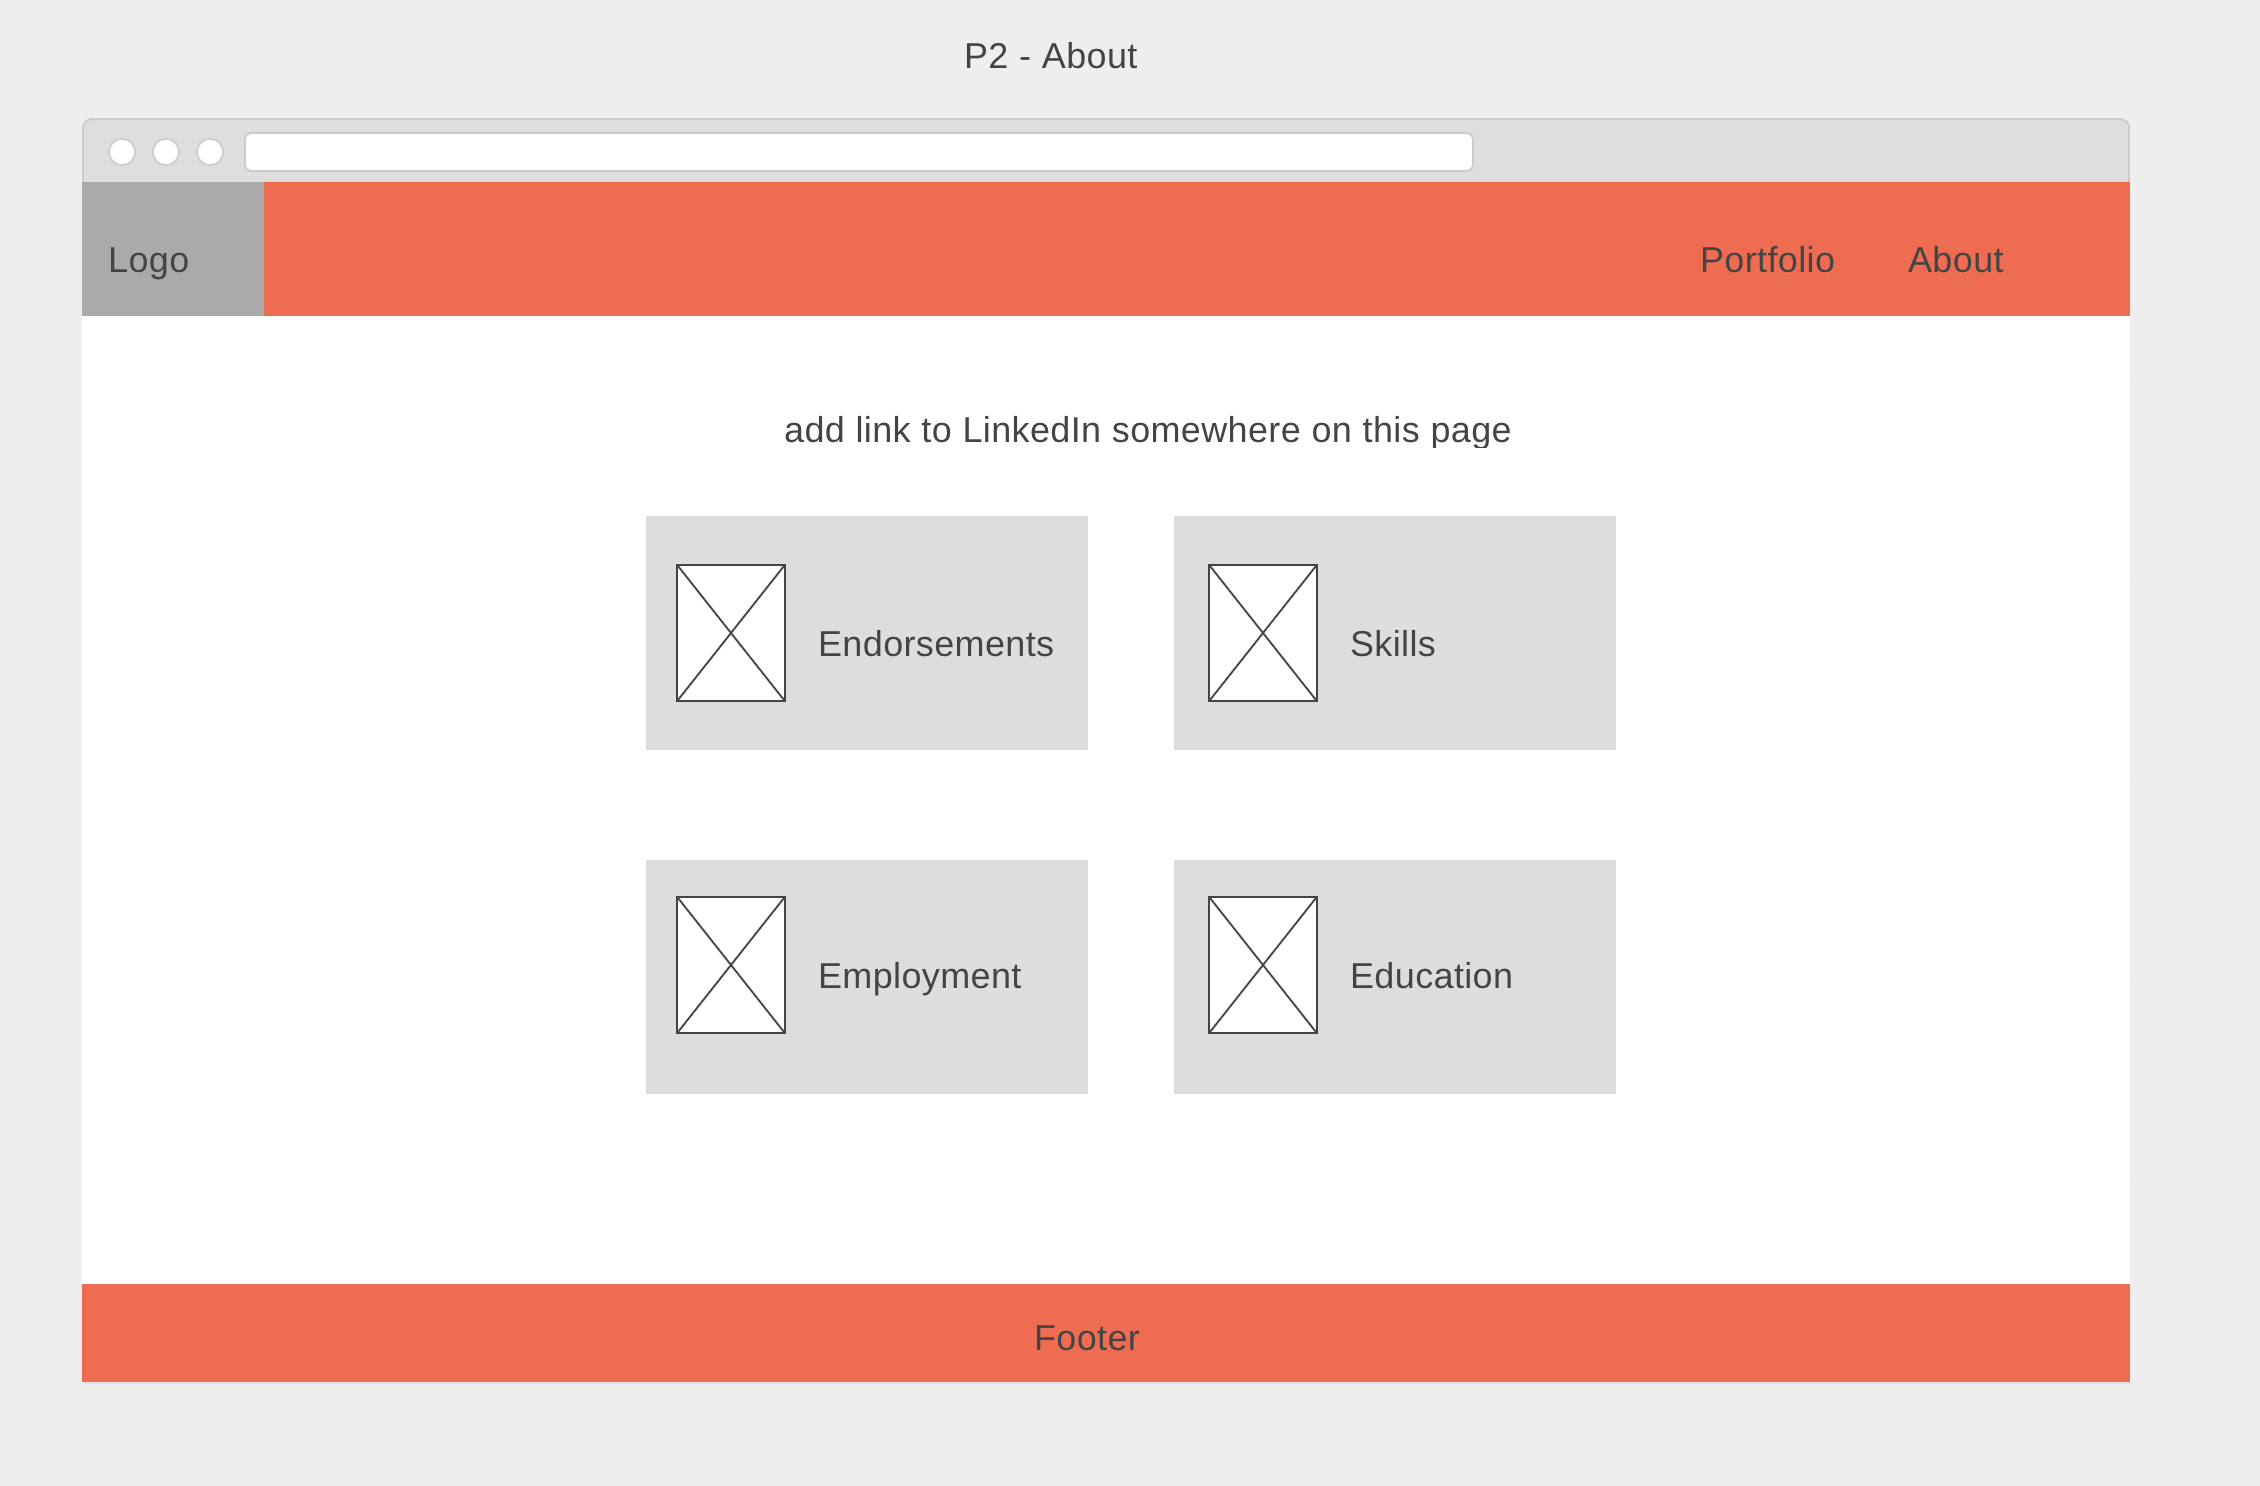 P2 - About
Logo
Portfolio About
add link to LinkedIn somewhere on this page
Endorsements
Skills
Employment
Education
Footer